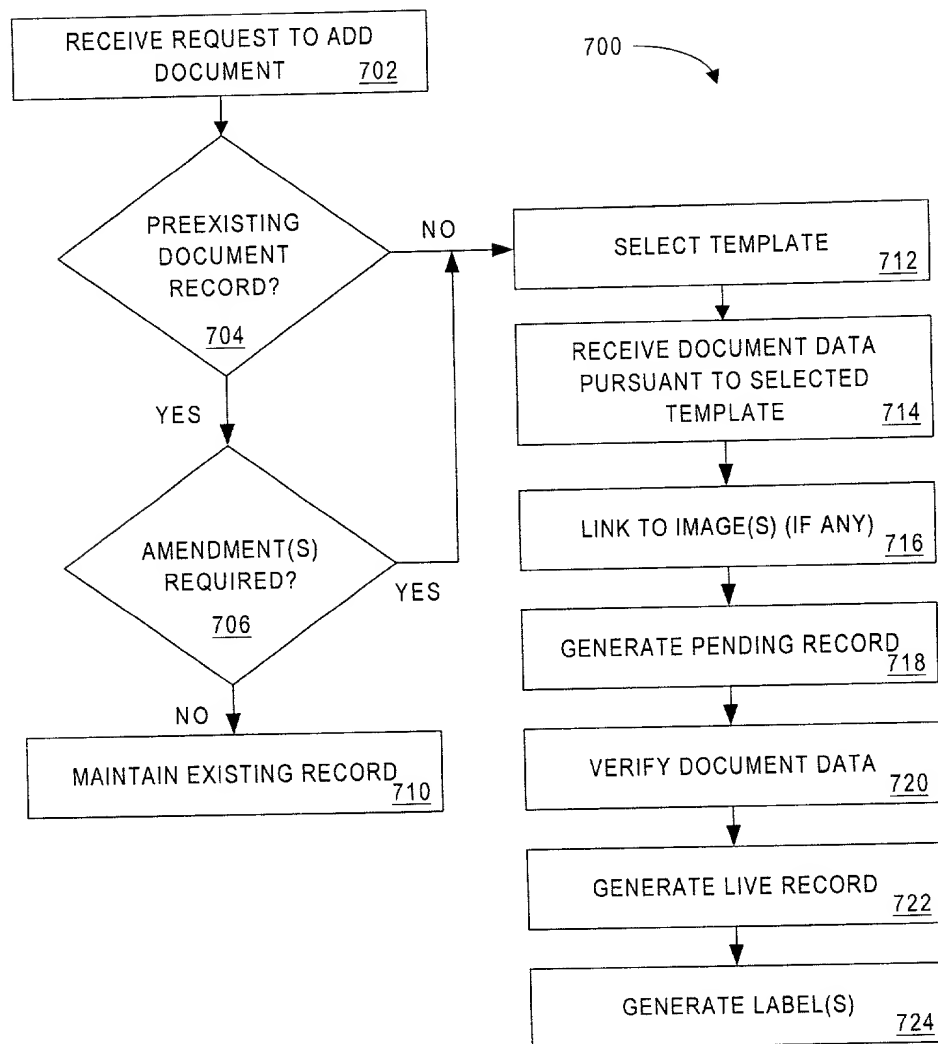 RECEIVE REQUEST TO ADD
DOCUMENT 702
700
PREEXISTING
DOCUMENT
RECORD?
704
NO
YES
AMENDMENT(S)
REQUIRED?
706
YES
NO
MAINTAIN EXISTING RECORD
710
SELECT TEMPLATE
712
RECEIVE DOCUMENT DATA
PURSUANT TO SELECTED
TEMPLATE
714
LINK TO IMAGE(S) (IF ANY)
716
GENERATE PENDING RECORD
718
VERIFY DOCUMENT DATA
720
GENERATE LIVE RECORD
722
GENERATE LABEL(S)
724